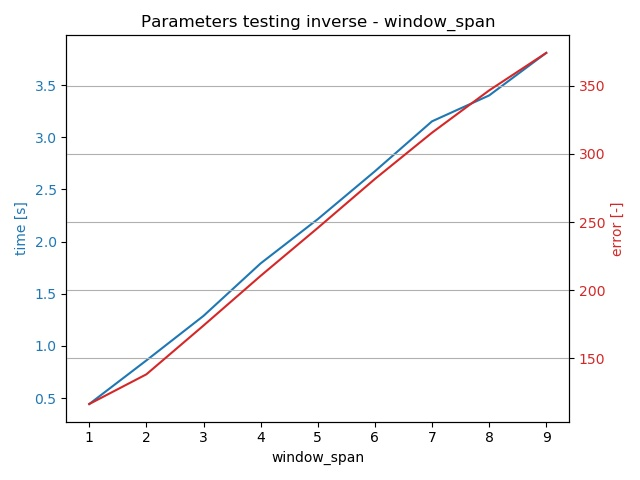 Parameters testing inverse - window_span
3.5
3.0
2.5
2.0
1.5
1.0
0.5
time [s]
350
300
250
200
150
error [-]
1 2 3 4 5 6 7 8 9
window_span